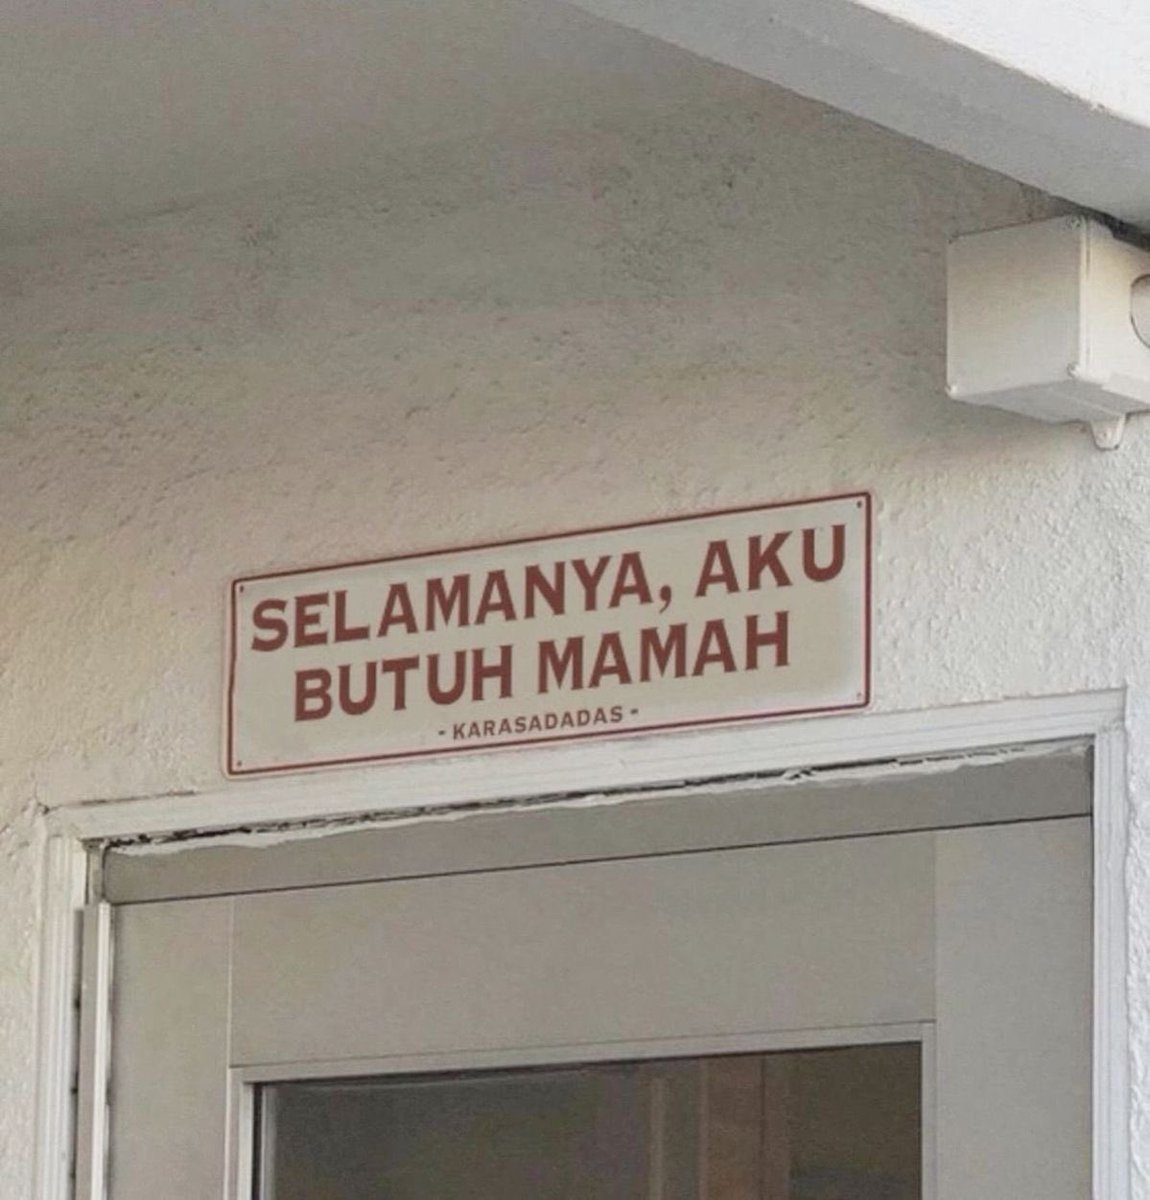 SELAMANYA, AKU
BUTUH MAMAH
- KARASADADAS -